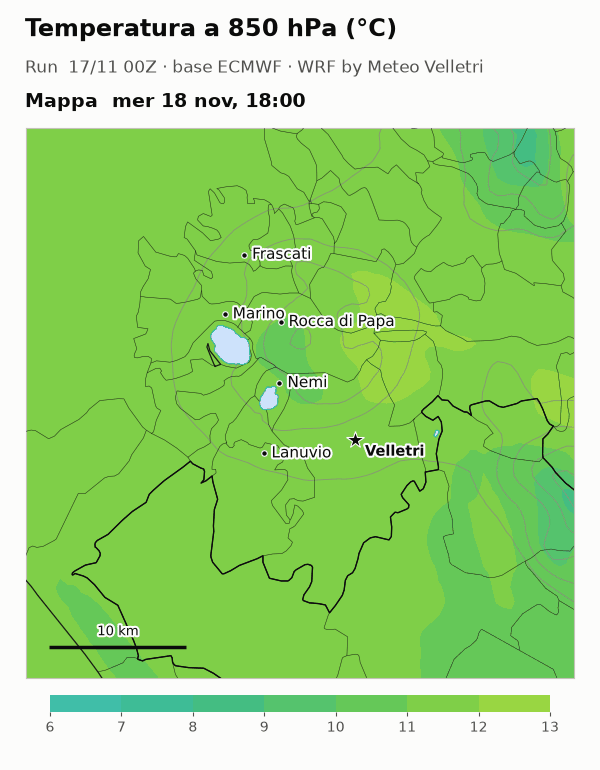 Temperatura a 850 hPa (°C)
Run  17/11 00Z · base ECMWF · WRF by Meteo Velletri
Mappa  mer 18 nov, 18:00
Frascati
Marino
Rocca di Papa
Nemi
Velletri
Lanuvio
10 km
6 7 8 9 10 11 12 13